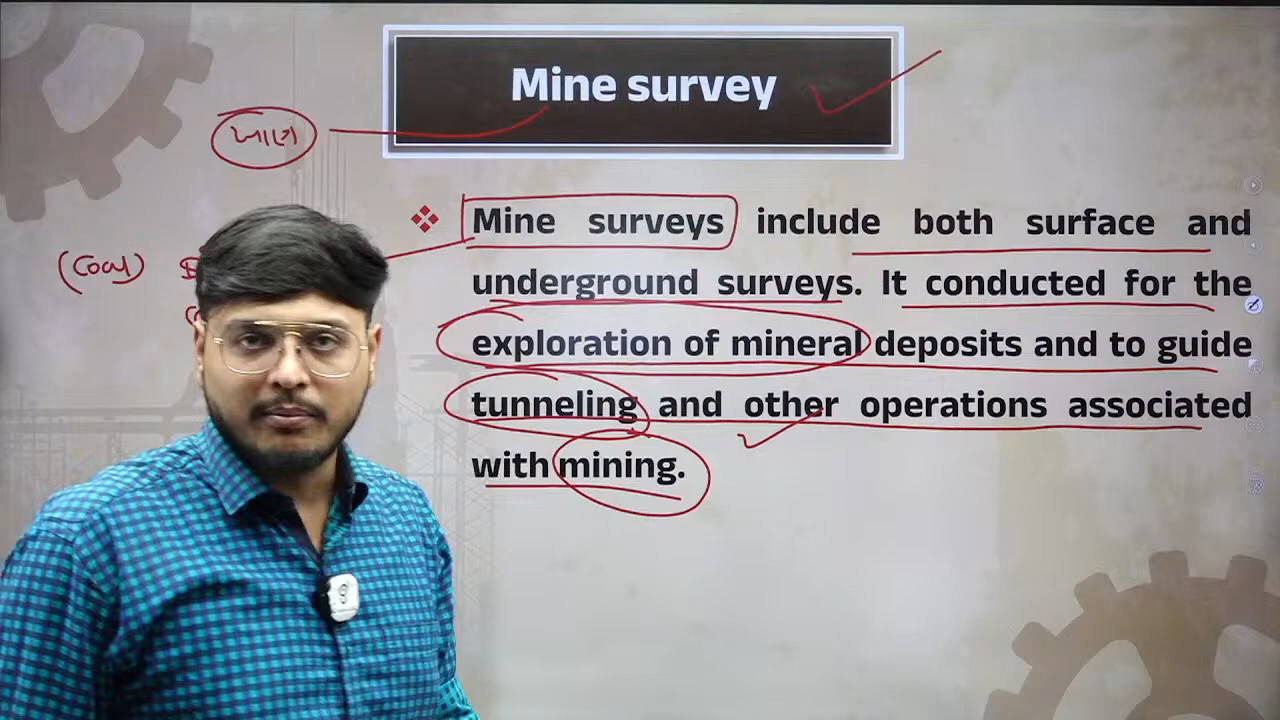 Mine survey
ખાણ
Mine surveys include both surface and
(Coal)
underground surveys. It conducted for the
exploration of mineral deposits and to guide
tunneling and other operations associated
with mining.